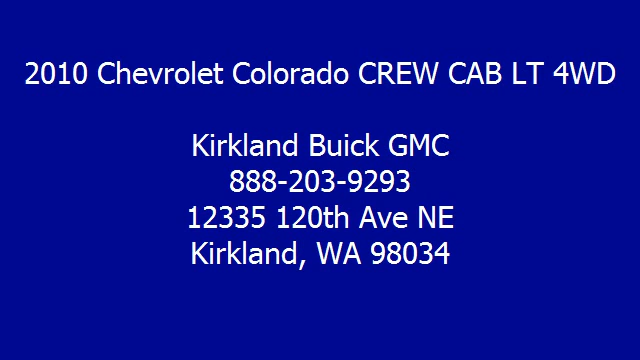 2010 Chevrolet Colorado CREW CAB LT 4WD
Kirkland Buick GMC
888-203-9293
12335 120th Ave NE
Kirkland, WA 98034